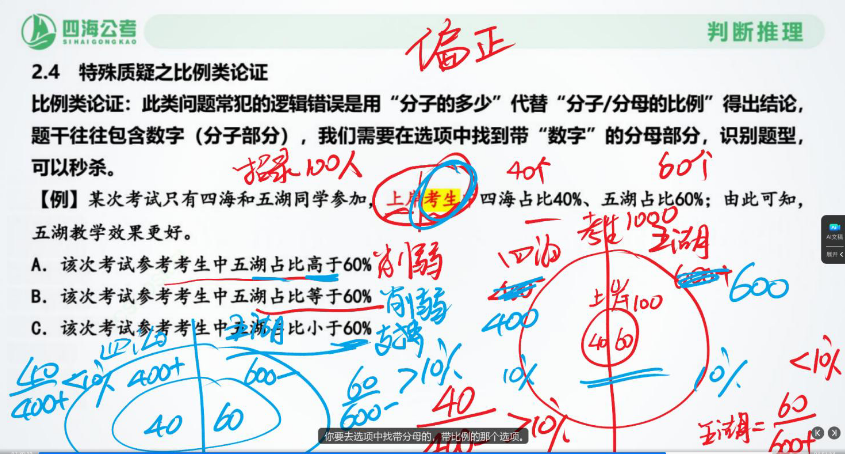 四海公考
SIHAIGONGKAO
判断推理
偏正
2.4 特殊质疑之比例类论证
比例类论证：此类问题常犯的逻辑错误是用“分子的多少”代替“分子/分母的比例”得出结论，
题干往往包含数字（分子部分），我们需要在选项中找到带“数字”的分母部分，识别题型，
可以秒杀。
招录100人
40个
60个
【例】某次考试只有四海和五湖同学参加，上岸考生中四海占比40%、五湖占比60%；由此可知，
五湖教学效果更好。
考生1000
四海
五湖
A．该次考试参考考生中五湖占比高于60%
削弱
B．该次考试参考考生中五湖占比等于60%
削弱
C．该次考试参考考生中五湖占比小于60%
支持
400
600
上岸100
40
60
10%
10%
四海
五湖
40/400+ <10%
400+
600-
40
60
60/600- >10%
40
>10%
<10%
五湖=60/600+
你要去选项中找带分母的，带比例的那个选项。
AI文稿
展开